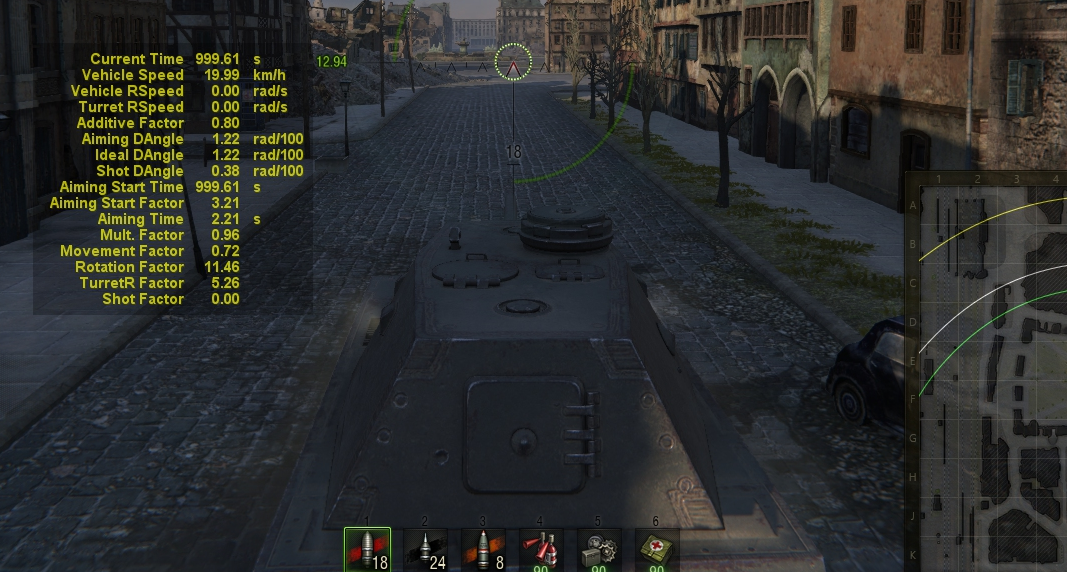 Current Time 999.61 s
Vehicle Speed 19.99 km/h
Vehicle RSpeed 0.00 rad/s
Turret RSpeed 0.00 rad/s
Additive Factor 0.80
Aiming DAngle 1.22 rad/100
Ideal DAngle 1.22 rad/100
Shot DAngle 0.38 rad/100
Aiming Start Time 999.61 s
Aiming Start Factor 3.21
Aiming Time 2.21 s
Mult. Factor 0.96
Movement Factor 0.72
Rotation Factor 11.46
TurretR Factor 5.26
Shot Factor 0.00
12.94
18
1 2 3 4
A
B
C
D
E
F
G
H
J
K
1 2 3 4 5 6
18 24 8 90 90 90